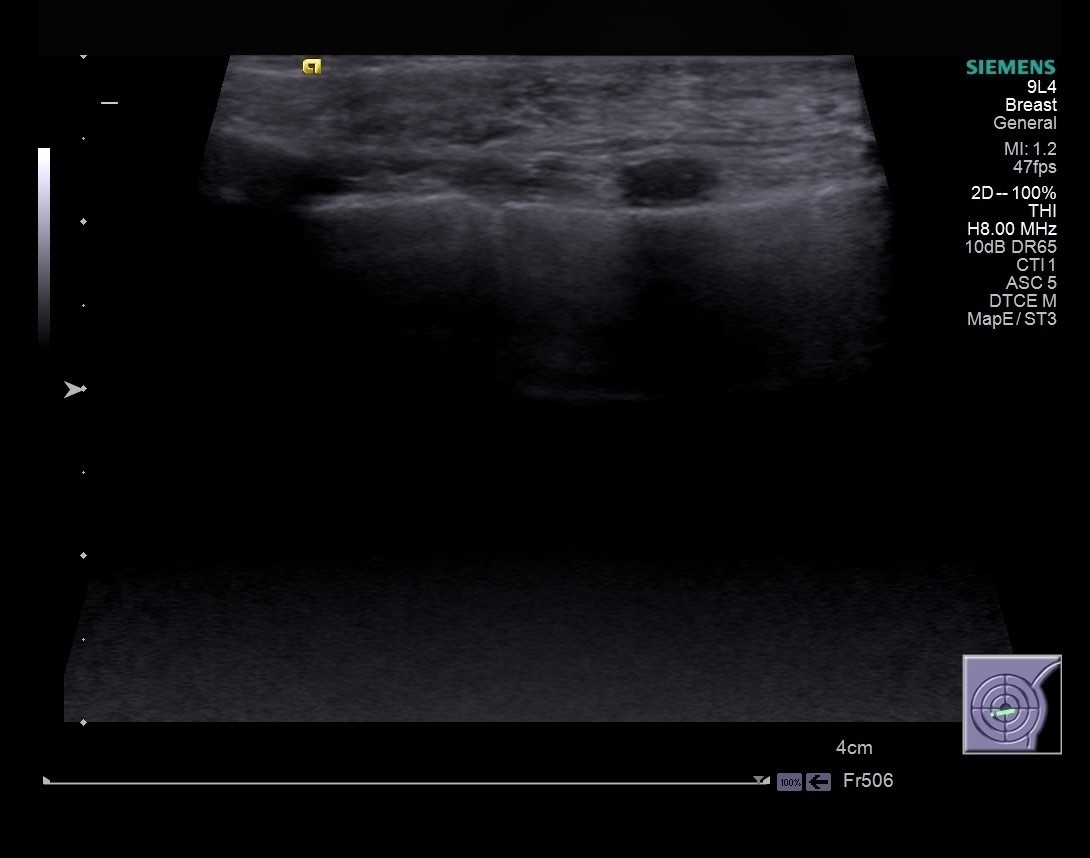 SIEMENS
9L4
Breast
General
MI: 1.2
47fps
2D--100%
THI
H8.00 MHz
10dB DR65
CTI 1
ASC 5
DTCE M
MapE / ST3
4cm
100%
Fr506